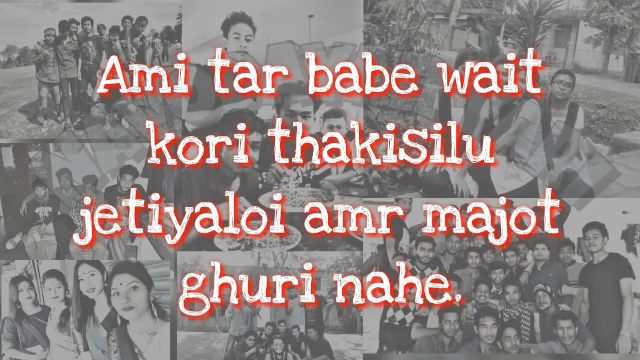 Ami tar babe wait
kori thakisilu
jetiyaloi amr majot
ghuri nahe.